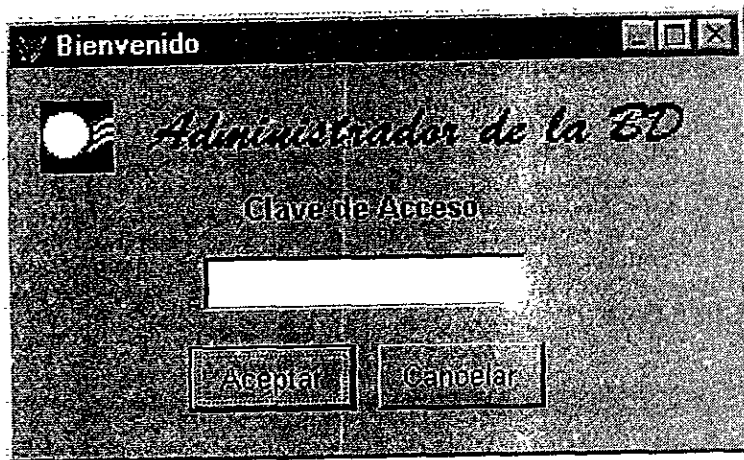 Bienvenido
Administrador de la BD
Clave de Acceso
Aceptar Cancelar